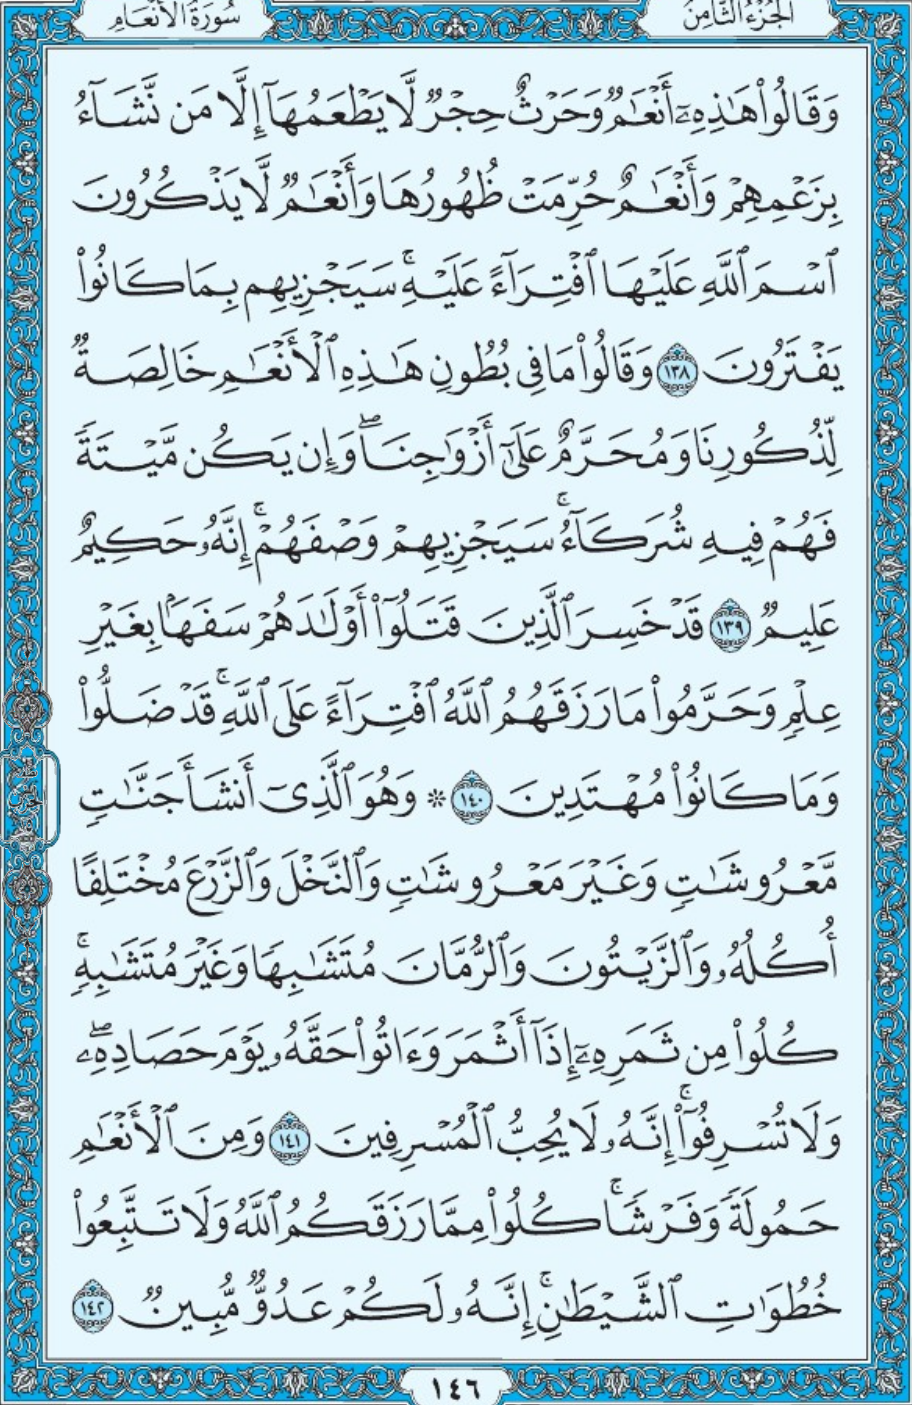 الجُزْءُ الثَّامِنُ
سُورَةُ الأَنْعَامِ
وَقَالُوا۟ هَـٰذِهِۦٓ أَنْعَـٰمٌۭ وَحَرْثٌ حِجْرٌۭ لَّا يَطْعَمُهَآ إِلَّا مَن نَّشَآءُ
بِزَعْمِهِمْ وَأَنْعَـٰمٌ حُرِّمَتْ ظُهُورُهَا وَأَنْعَـٰمٌۭ لَّا يَذْكُرُونَ
ٱسْمَ ٱللَّهِ عَلَيْهَا ٱفْتِرَآءً عَلَيْهِ ۚ سَيَجْزِيهِم بِمَا كَانُوا۟
يَفْتَرُونَ ١٣٨ وَقَالُوا۟ مَا فِى بُطُونِ هَـٰذِهِ ٱلْأَنْعَـٰمِ خَالِصَةٌۭ
لِّذُكُورِنَا وَمُحَرَّمٌ عَلَىٰٓ أَزْوَٰجِنَا ۖ وَإِن يَكُن مَّيْتَةًۭ
فَهُمْ فِيهِ شُرَكَآءُ ۚ سَيَجْزِيهِمْ وَصْفَهُمْ ۚ إِنَّهُۥ حَكِيمٌ
عَلِيمٌۭ ١٣٩ قَدْ خَسِرَ ٱلَّذِينَ قَتَلُوٓا۟ أَوْلَـٰدَهُمْ سَفَهًۢا بِغَيْرِ
عِلْمٍۢ وَحَرَّمُوا۟ مَا رَزَقَهُمُ ٱللَّهُ ٱفْتِرَآءً عَلَى ٱللَّهِ ۚ قَدْ ضَلُّوا۟
وَمَا كَانُوا۟ مُهْتَدِينَ ١٤٠ * وَهُوَ ٱلَّذِىٓ أَنشَأَ جَنَّـٰتٍۢ
مَّعْرُوشَـٰتٍۢ وَغَيْرَ مَعْرُوشَـٰتٍۢ وَٱلنَّخْلَ وَٱلزَّرْعَ مُخْتَلِفًا
أُكُلُهُۥ وَٱلزَّيْتُونَ وَٱلرُّمَّانَ مُتَشَـٰبِهًۭا وَغَيْرَ مُتَشَـٰبِهٍۢ ۚ
كُلُوا۟ مِن ثَمَرِهِۦٓ إِذَآ أَثْمَرَ وَءَاتُوا۟ حَقَّهُۥ يَوْمَ حَصَادِهِۦ ۖ
وَلَا تُسْرِفُوٓا۟ ۚ إِنَّهُۥ لَا يُحِبُّ ٱلْمُسْرِفِينَ ١٤١ وَمِنَ ٱلْأَنْعَـٰمِ
حَمُولَةًۭ وَفَرْشًۭا ۚ كُلُوا۟ مِمَّا رَزَقَكُمُ ٱللَّهُ وَلَا تَتَّبِعُوا۟
خُطُوَٰتِ ٱلشَّيْطَـٰنِ ۚ إِنَّهُۥ لَكُمْ عَدُوٌّۭ مُّبِينٌۭ ١٤٢
١٤٦